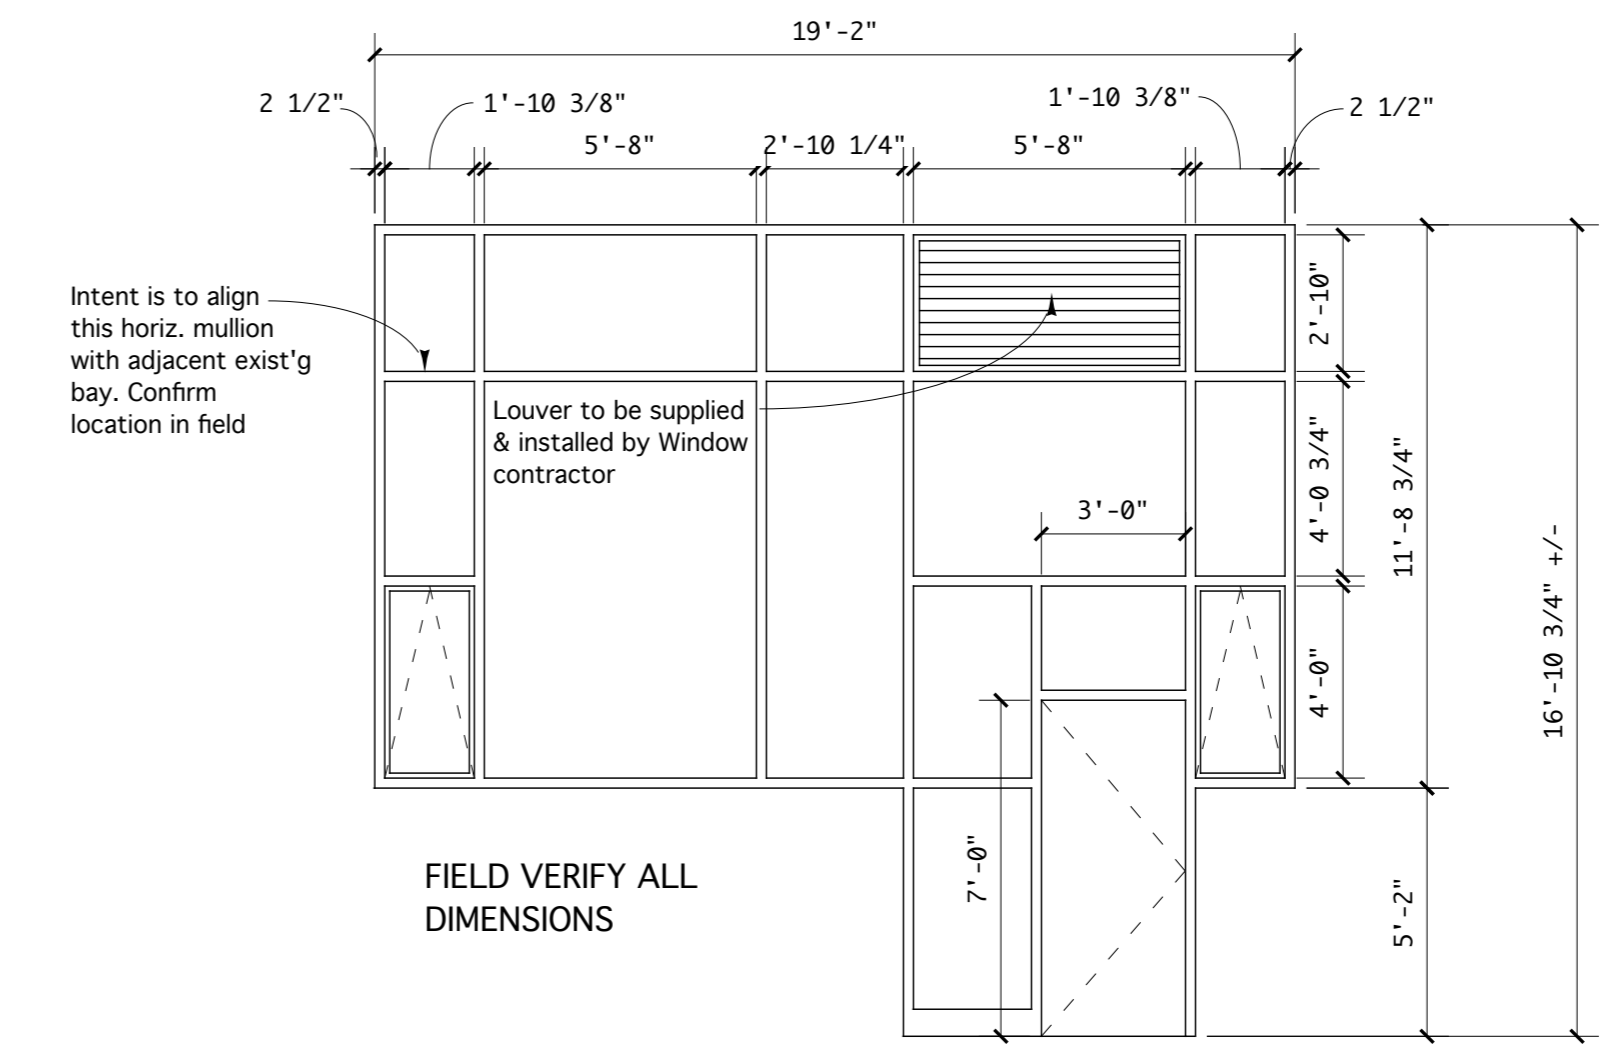 19'-2"
2 1/2"
1'-10 3/8"
1'-10 3/8"
2 1/2"
5'-8"
2'-10 1/4"
5'-8"
Intent is to align
this horiz. mullion
with adjacent exist'g
bay. Confirm
location in field
Louver to be supplied
& installed by Window
contractor
3'-0"
2'-10"
4'-0 3/4"
4'-0"
11'-8 3/4"
5'-2"
16'-10 3/4" +/-
7'-0"
FIELD VERIFY ALL
DIMENSIONS